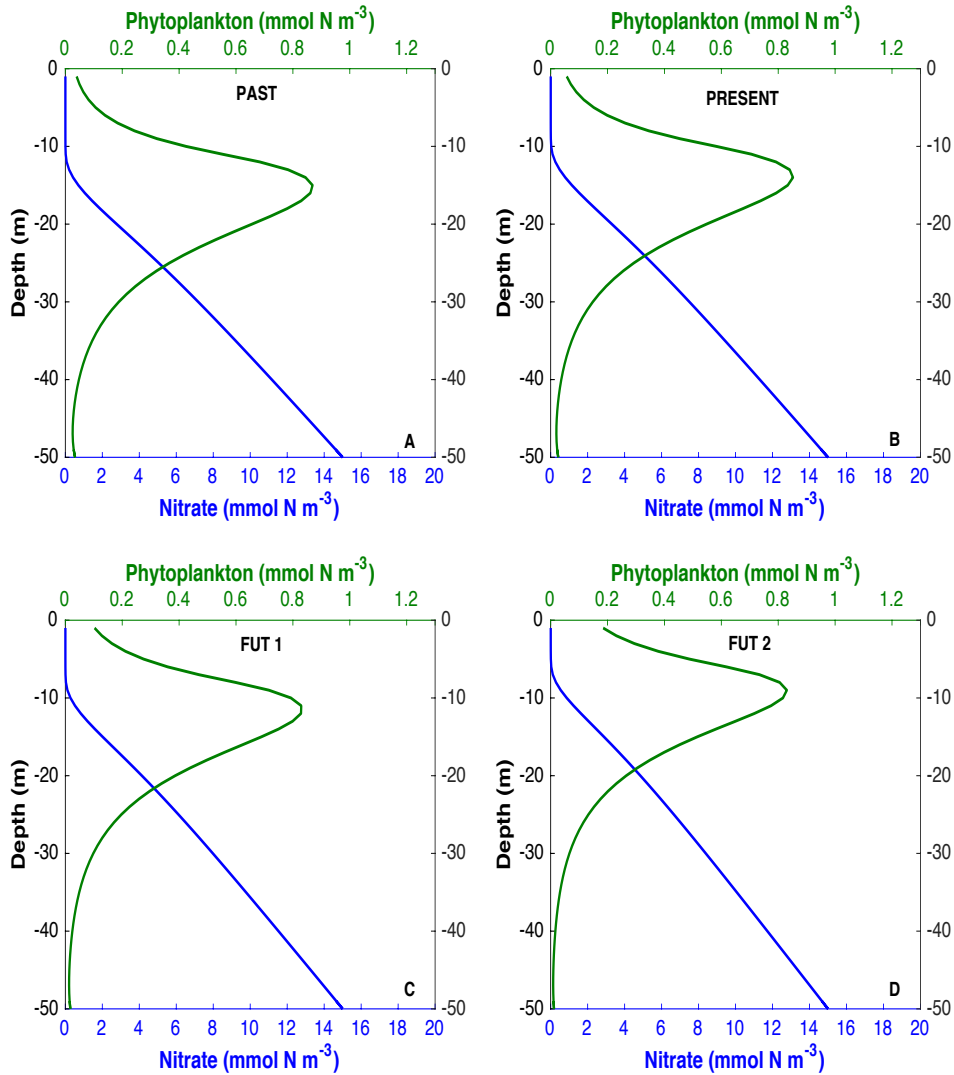 Phytoplankton (mmol N m-3)
0 0.2 0.4 0.6 0.8 1 1.2
0 0
PAST
-10 -10
-20 -20
Depth (m)
-30 -30
-40 -40
A
-50 -50
0 2 4 6 8 10 12 14 16 18 20
Nitrate (mmol N m-3)
Phytoplankton (mmol N m-3)
0 0.2 0.4 0.6 0.8 1 1.2
0 0
PRESENT
-10 -10
-20 -20
Depth (m)
-30 -30
-40 -40
B
-50 -50
0 2 4 6 8 10 12 14 16 18 20
Nitrate (mmol N m-3)
Phytoplankton (mmol N m-3)
0 0.2 0.4 0.6 0.8 1 1.2
0 0
FUT 1
-10 -10
-20 -20
Depth (m)
-30 -30
-40 -40
C
-50 -50
0 2 4 6 8 10 12 14 16 18 20
Nitrate (mmol N m-3)
Phytoplankton (mmol N m-3)
0 0.2 0.4 0.6 0.8 1 1.2
0 0
FUT 2
-10 -10
-20 -20
Depth (m)
-30 -30
-40 -40
D
-50 -50
0 2 4 6 8 10 12 14 16 18 20
Nitrate (mmol N m-3)